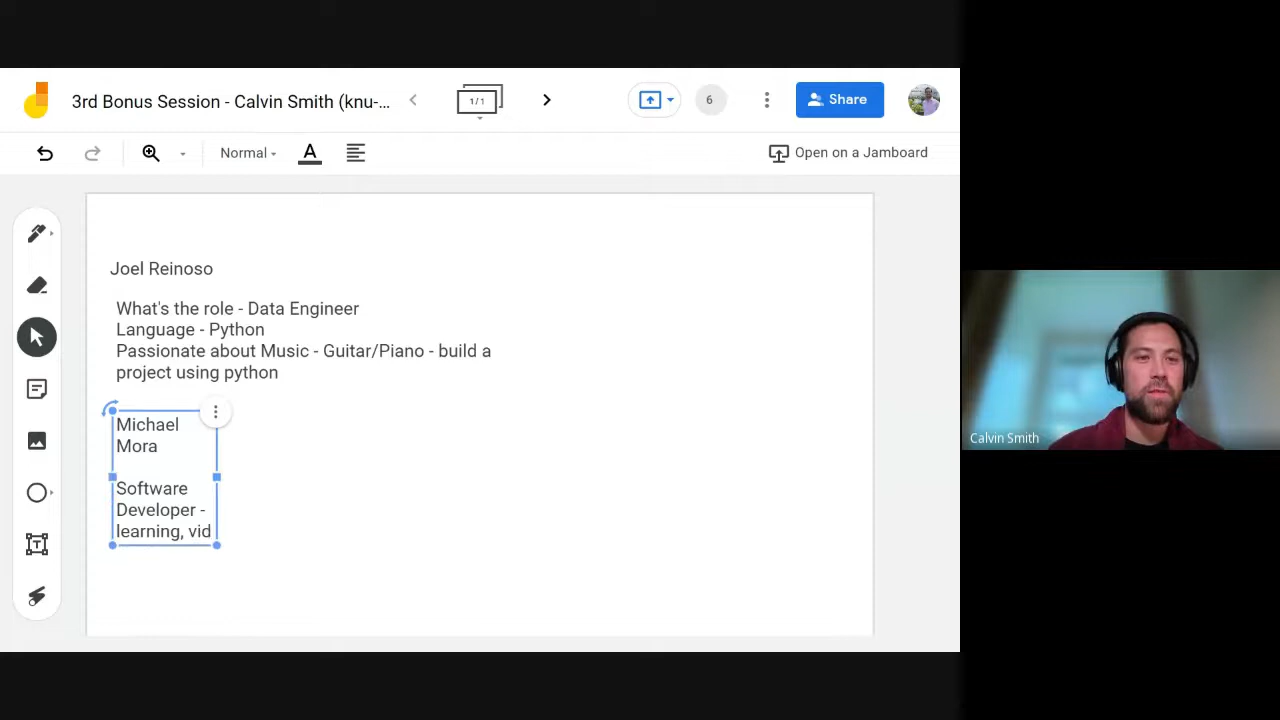 3rd Bonus Session - Calvin Smith (knu-...
1/1
6
Share
Normal
A
Open on a Jamboard
Joel Reinoso
What's the role - Data Engineer
Language - Python
Passionate about Music - Guitar/Piano - build a
project using python
Michael
Mora
Software
Developer -
learning, vid
T
Calvin Smith